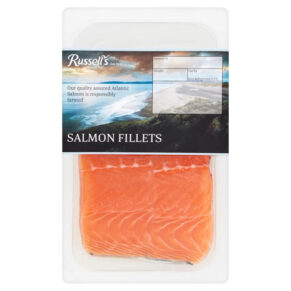 Russell's
Our quality assured Atlantic
Salmon is responsibly
farmed
SALMON FILLETS